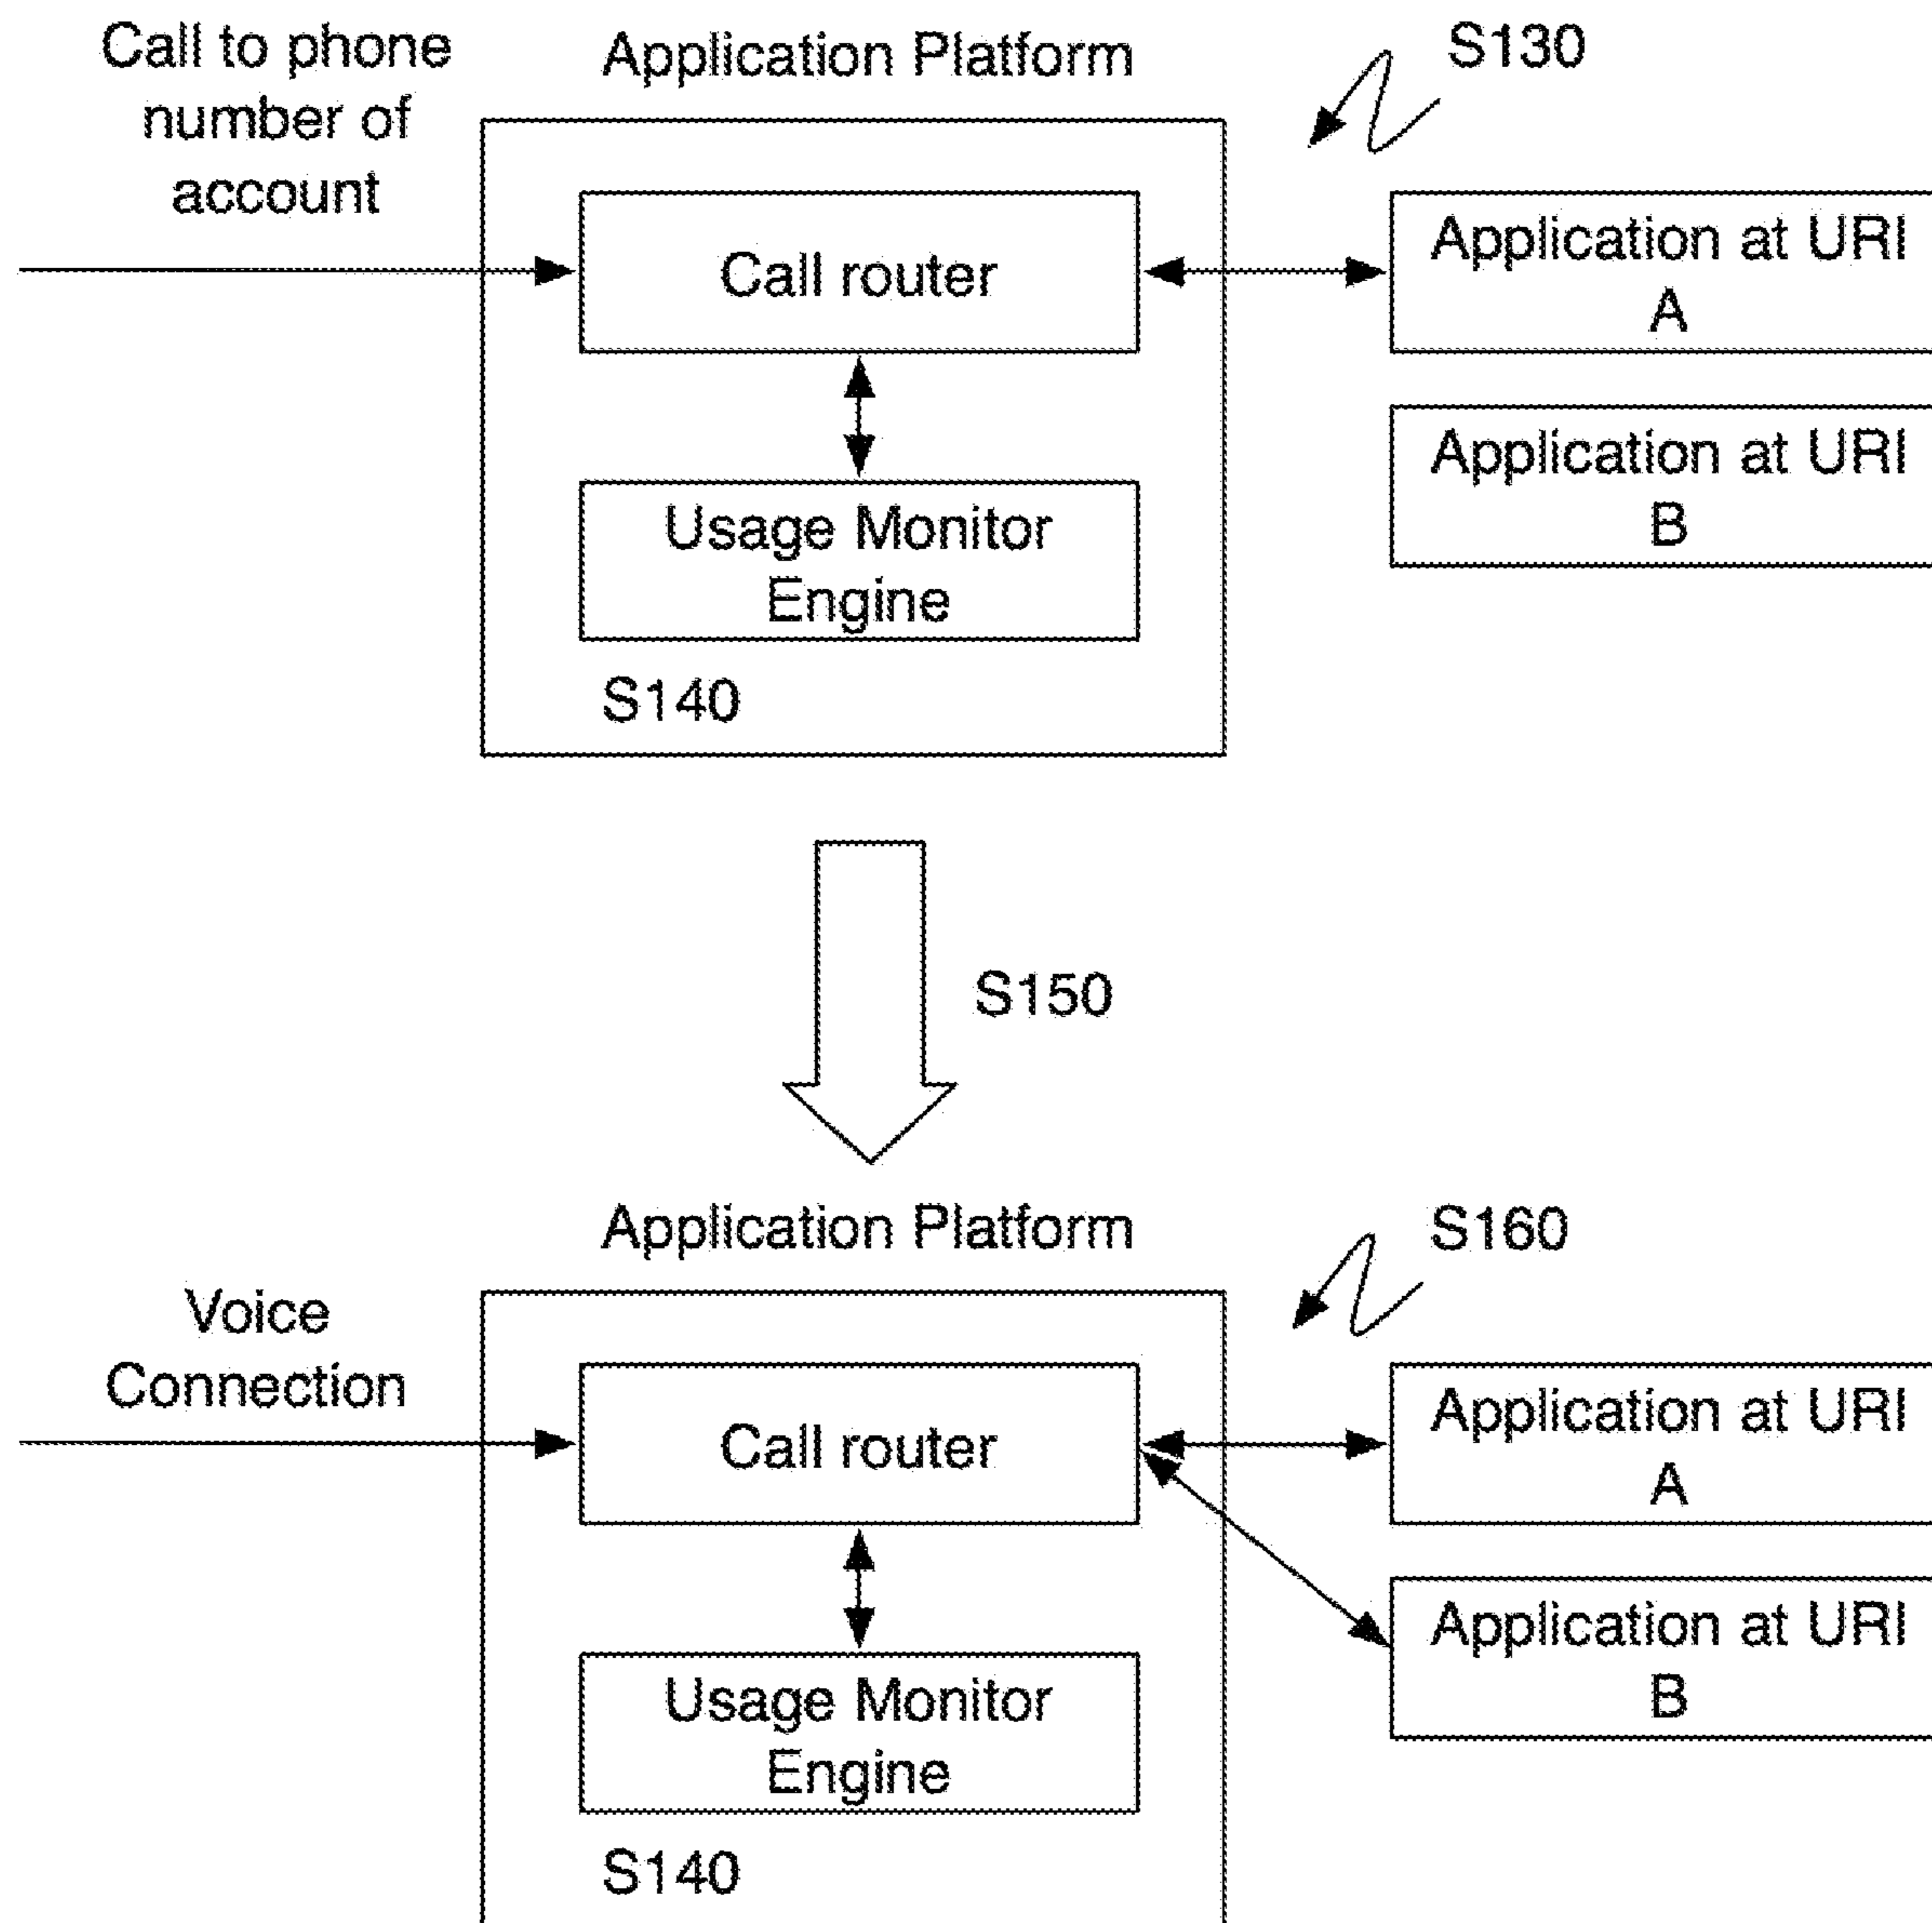 Call to phone
number of
account
Application Platform
S130
Call router
Application at URI
A
Application at URI
B
Usage Monitor
Engine
S140
S150
Application Platform
S160
Voice
Connection
Call router
Application at URI
A
Application at URI
B
Usage Monitor
Engine
S140